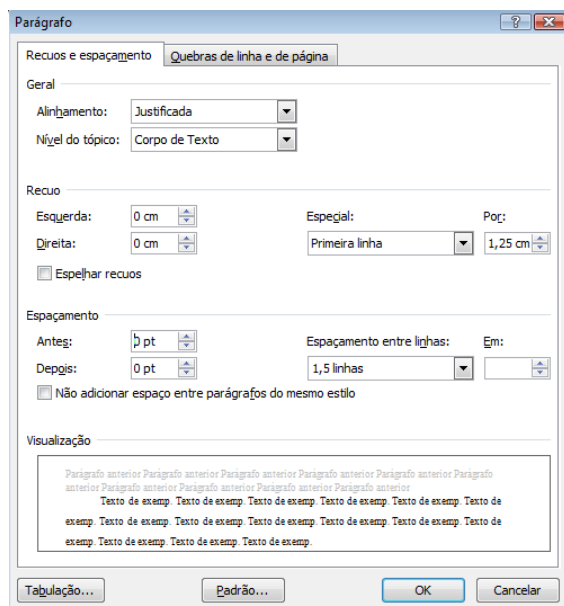 Parágrafo
Recuos e espaçamento Quebras de linha e de página
Geral
Alinhamento: Justificada
Nível do tópico: Corpo de Texto
Recuo
Esquerda: 0 cm Especial: Por:
Direita: 0 cm Primeira linha 1,25 cm
Espelhar recuos
Espaçamento
Antes: 0 pt Espaçamento entre linhas: Em:
Depois: 0 pt 1,5 linhas
Não adicionar espaço entre parágrafos do mesmo estilo
Visualização
Parágrafo anterior Parágrafo anterior Parágrafo anterior Parágrafo anterior Parágrafo anterior Parágrafo
anterior Parágrafo anterior Parágrafo anterior Parágrafo anterior Parágrafo anterior
Texto de exemp. Texto de exemp. Texto de exemp. Texto de exemp. Texto de exemp. Texto de
exemp. Texto de exemp. Texto de exemp. Texto de exemp. Texto de exemp. Texto de exemp. Texto de
exemp. Texto de exemp. Texto de exemp. Texto de exemp.
Tabulação... Padrão... OK Cancelar